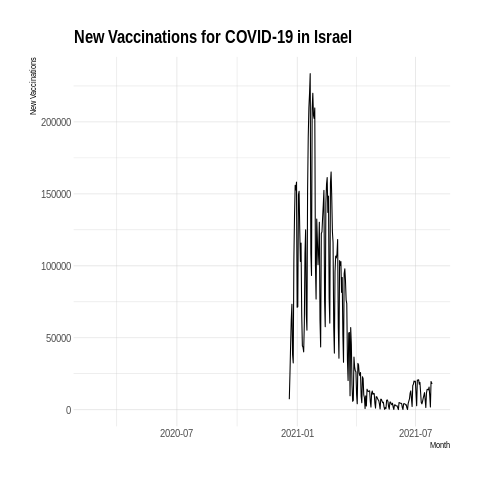 New Vaccinations for COVID-19 in Israel
New Vaccinations
200000
150000
100000
50000
0
2020-07
2021-01
2021-07
Month